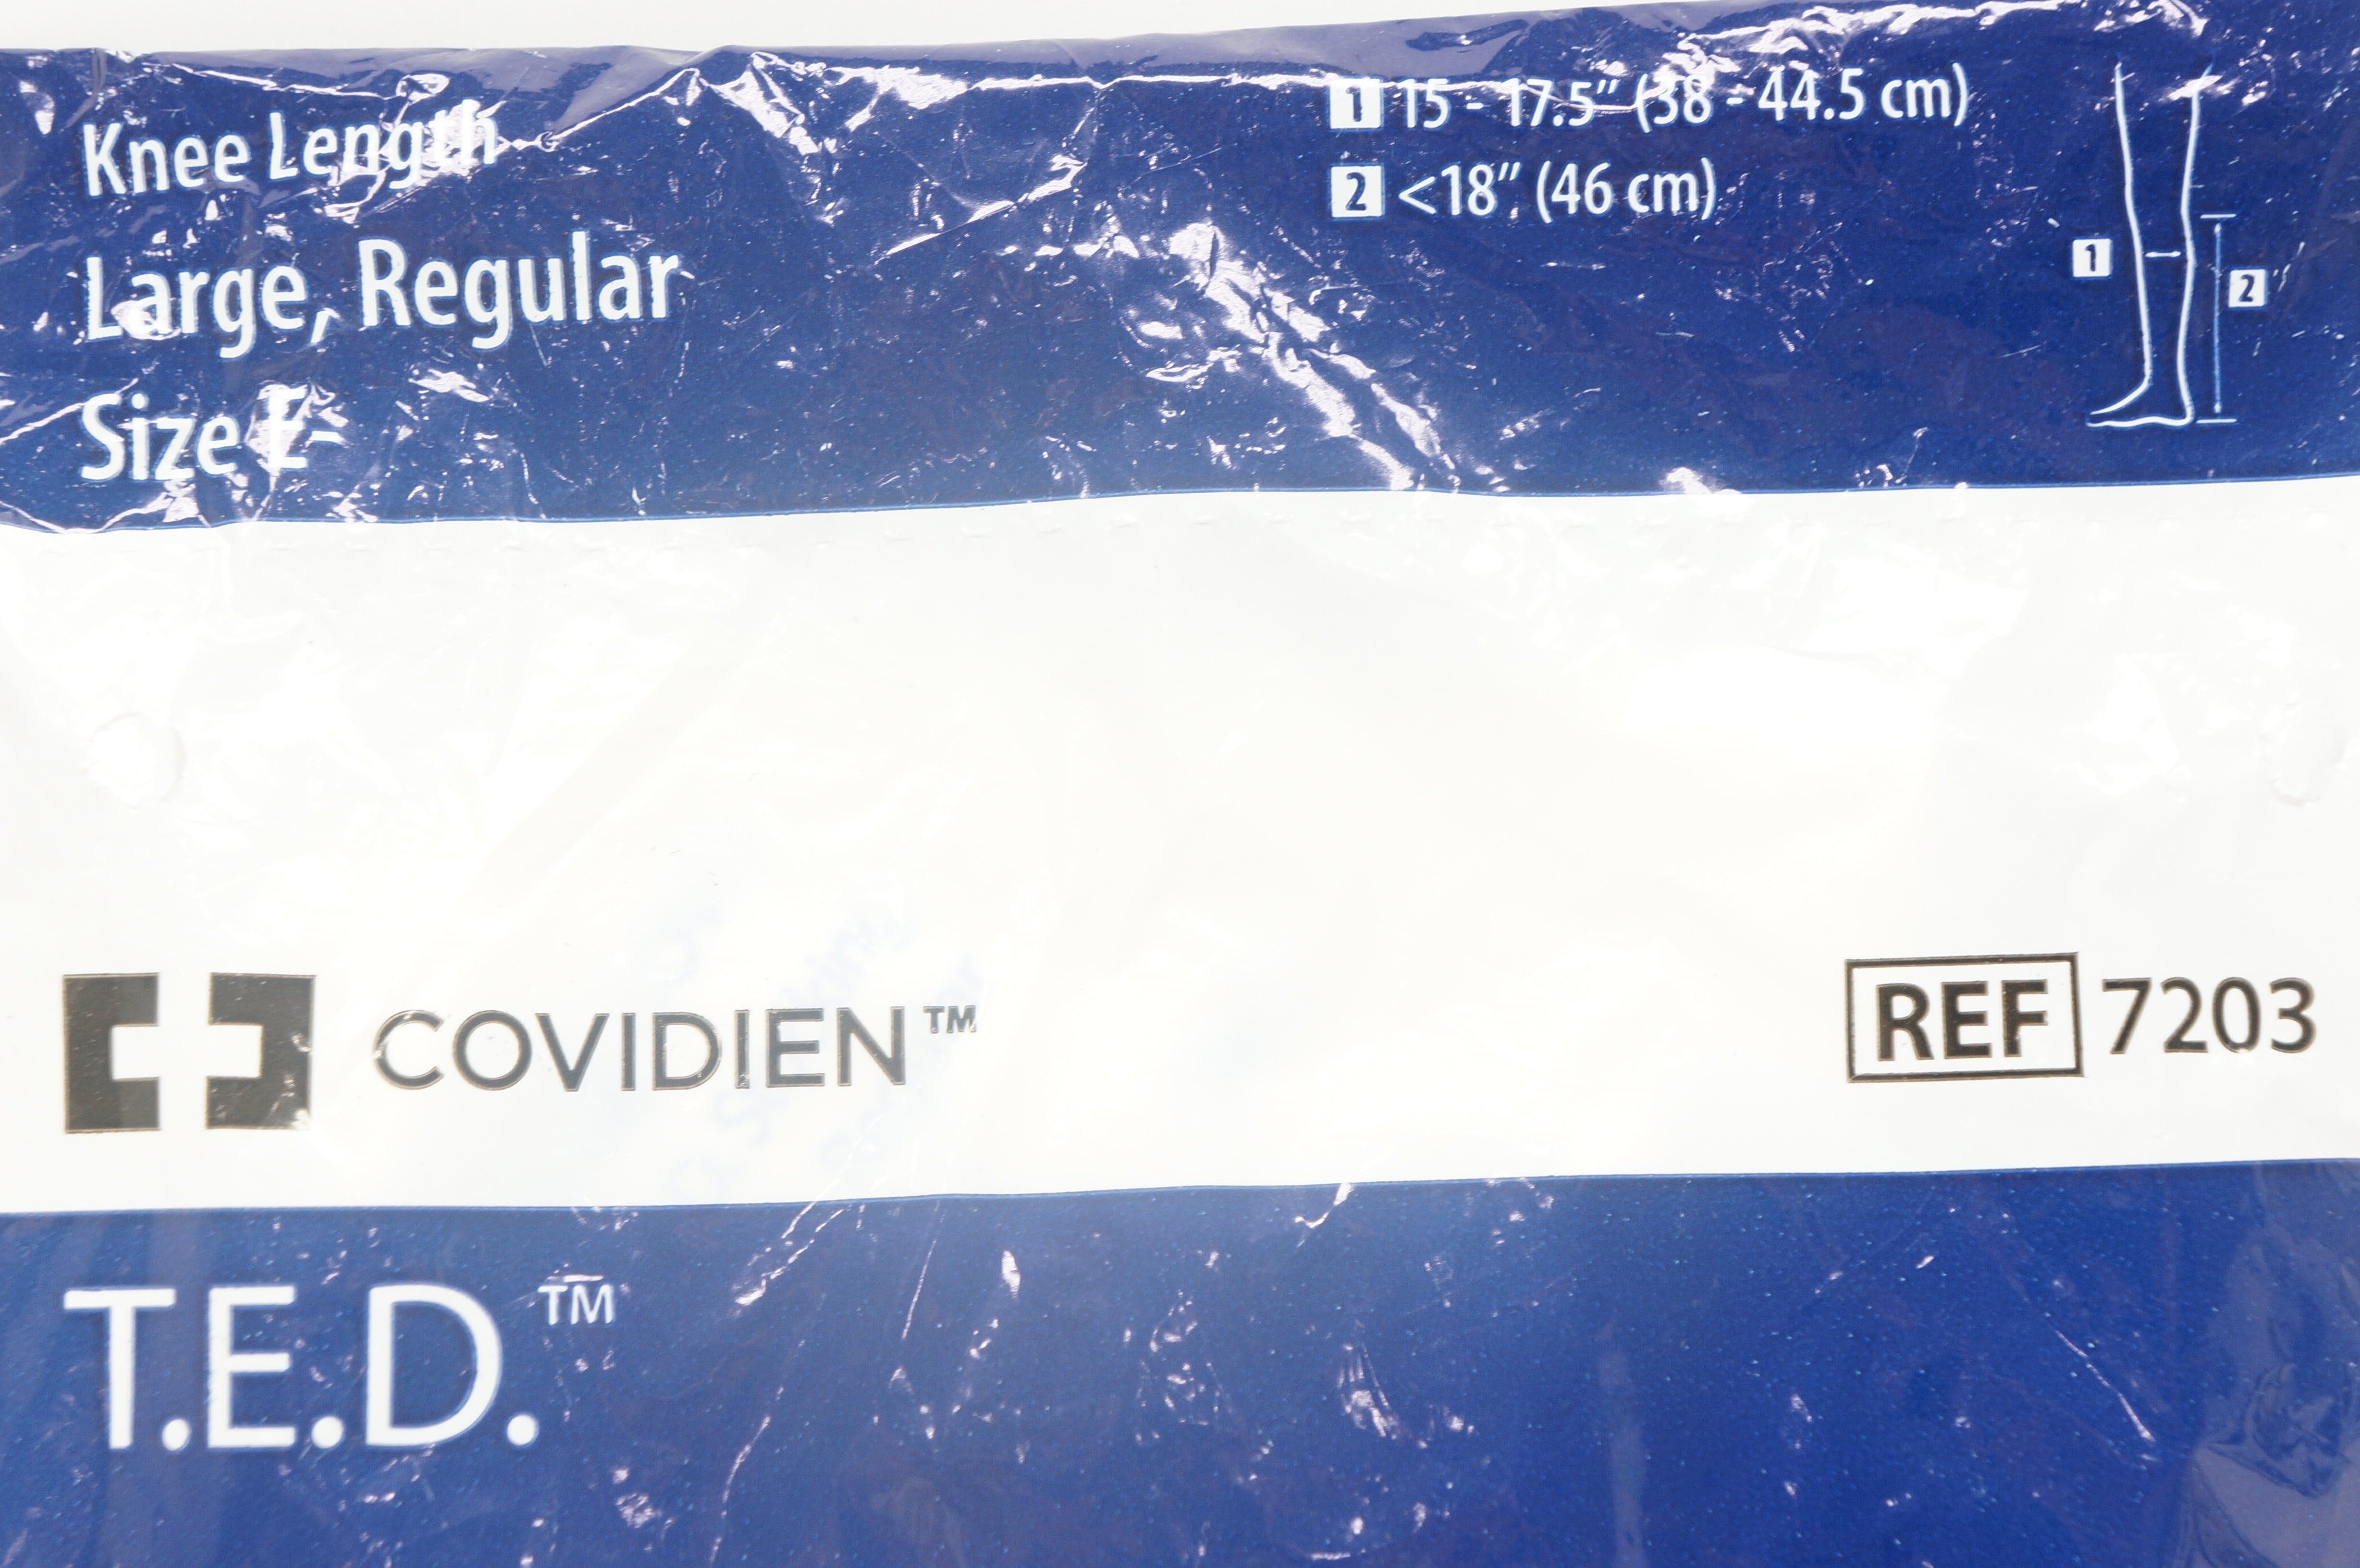 Knee Length
Large, Regular
Size E
1 15 - 17.5” (38 - 44.5 cm)
2 <18” (46 cm)
1
2
COVIDIEN™
REF 7203
T.E.D.™